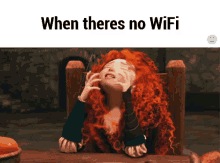 When theres no WiFi